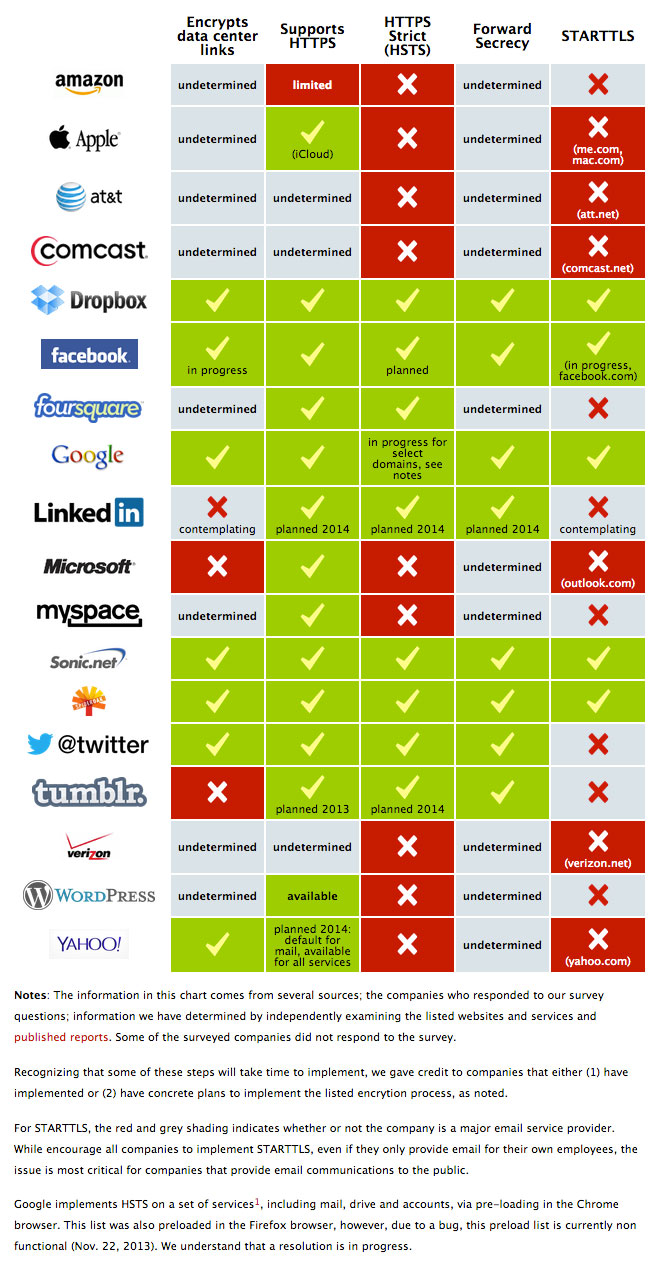 Encrypts data center links Supports HTTPS HTTPS Strict (HSTS) Forward Secrecy STARTTLS
amazon undetermined limited undetermined
Apple undetermined (iCloud) undetermined (me.com, mac.com)
at&t undetermined undetermined undetermined (att.net)
COMCAST. undetermined undetermined undetermined (comcast.net)
Dropbox
facebook. in progress planned (in progress, facebook.com)
foursquare undetermined undetermined
Google in progress for select domains, see notes
Linked in contemplating planned 2014 planned 2014 planned 2014 contemplating
Microsoft undetermined (outlook.com)
myspace undetermined undetermined
Sonic.net
SPIDEROAK
@twitter
tumblr. planned 2013 planned 2014
verizon undetermined undetermined undetermined (verizon.net)
WORDPRESS undetermined available undetermined
YAHOO! planned 2014: default for mail, available for all services undetermined (yahoo.com)
Notes: The information in this chart comes from several sources; the companies who responded to our survey
questions; information we have determined by independently examining the listed websites and services and
published reports. Some of the surveyed companies did not respond to the survey.
Recognizing that some of these steps will take time to implement, we gave credit to companies that either (1) have
implemented or (2) have concrete plans to implement the listed encrytion process, as noted.
For STARTTLS, the red and grey shading indicates whether or not the company is a major email service provider.
While encourage all companies to implement STARTTLS, even if they only provide email for their own employees, the
issue is most critical for companies that provide email communications to the public.
Google implements HSTS on a set of services1, including mail, drive and accounts, via pre-loading in the Chrome
browser. This list was also preloaded in the Firefox browser, however, due to a bug, this preload list is currently non
functional (Nov. 22, 2013). We understand that a resolution is in progress.